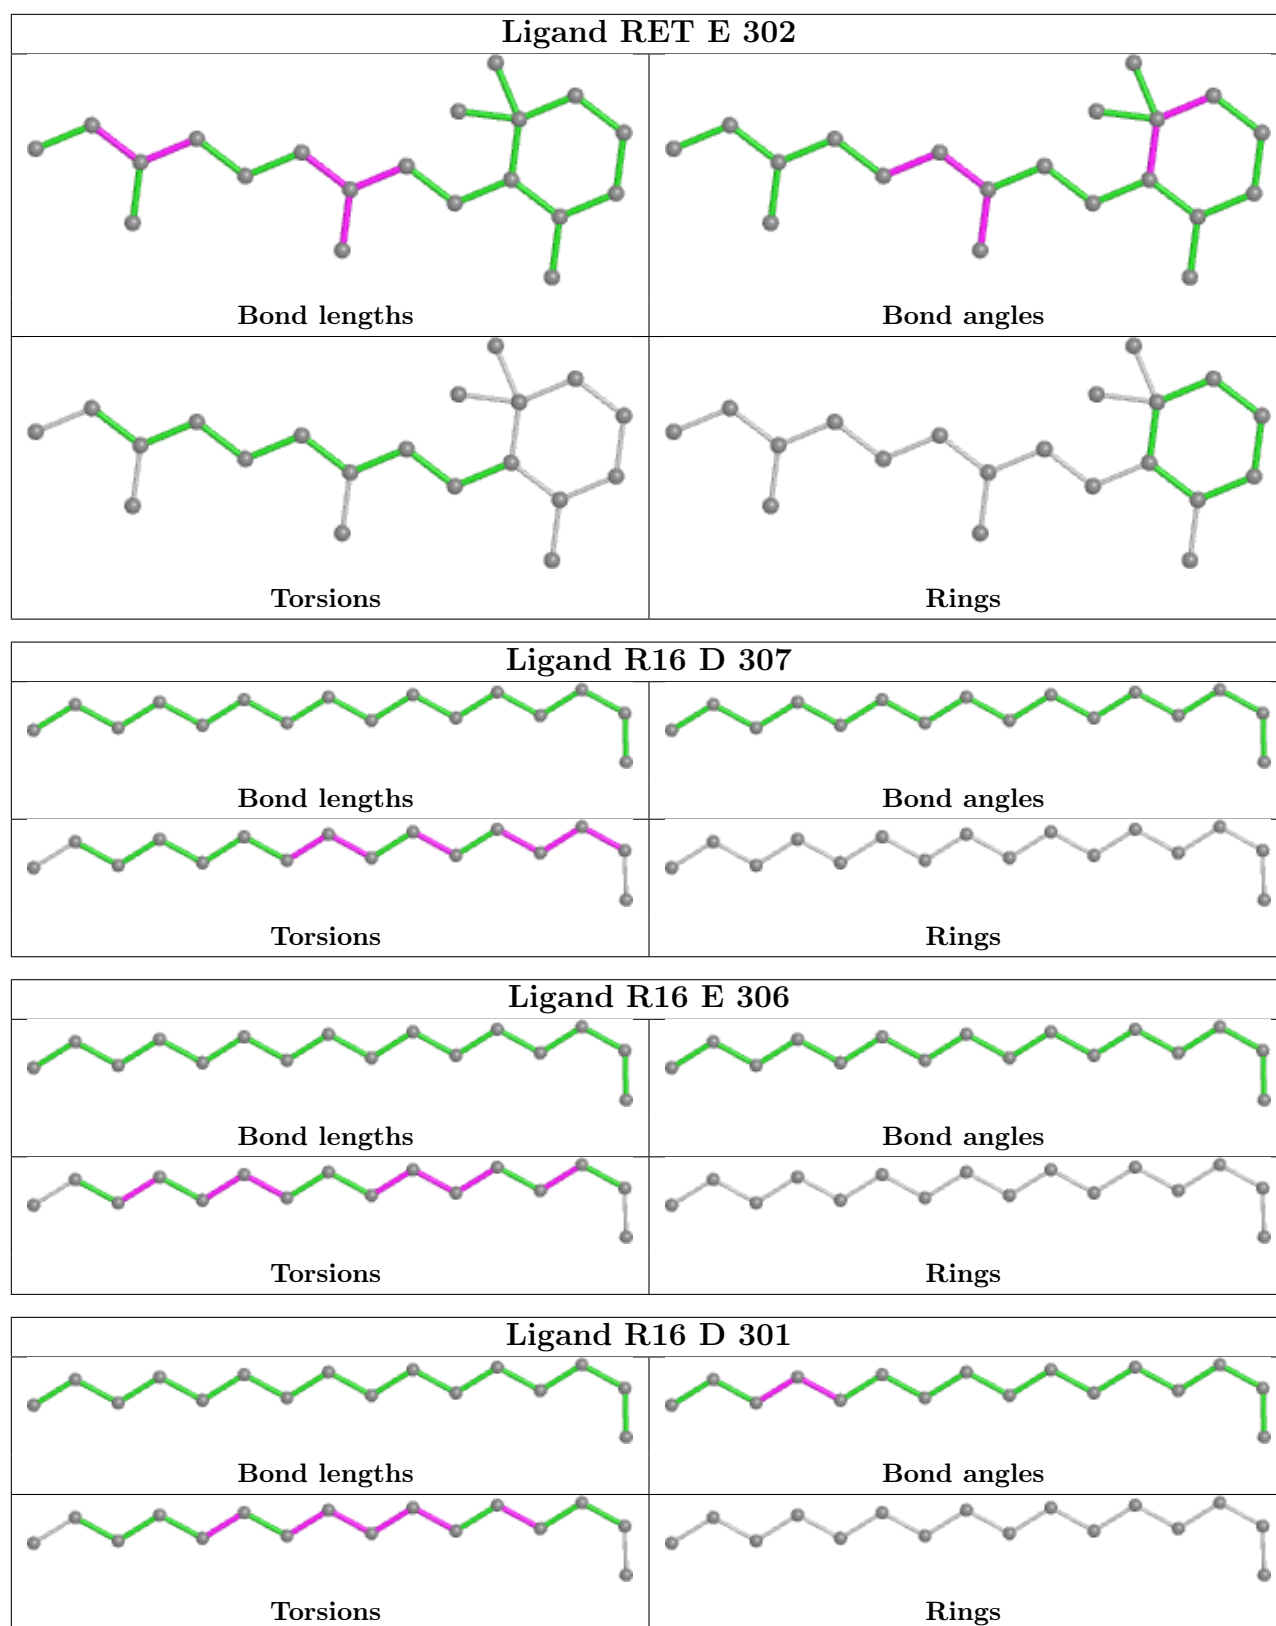 Ligand RET E 302
Bond lengths
Bond angles
Torsions
Rings
Ligand R16 D 307
Bond lengths
Bond angles
Torsions
Rings
Ligand R16 E 306
Bond lengths
Bond angles
Torsions
Rings
Ligand R16 D 301
Bond lengths
Bond angles
Torsions
Rings